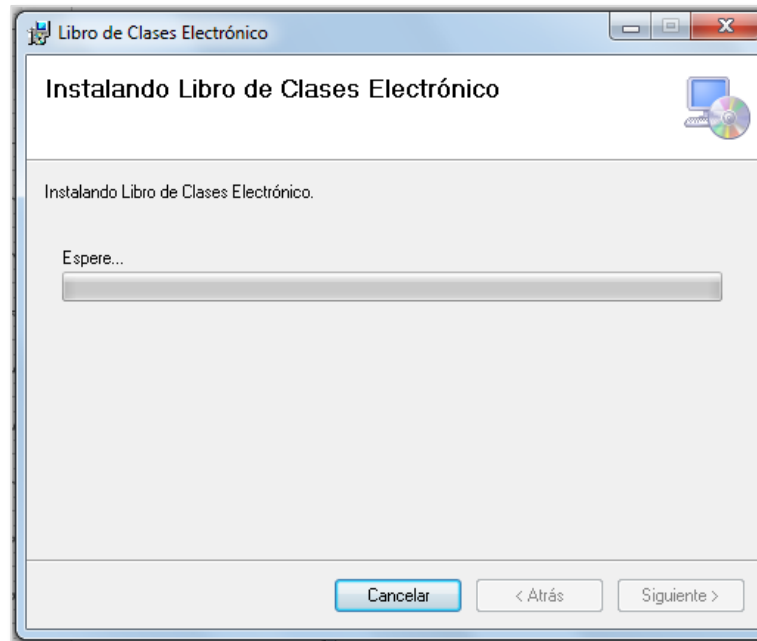 Libro de Clases Electrónico
Instalando Libro de Clases Electrónico
Instalando Libro de Clases Electrónico.
Espere...
Cancelar
< Atrás
Siguiente >